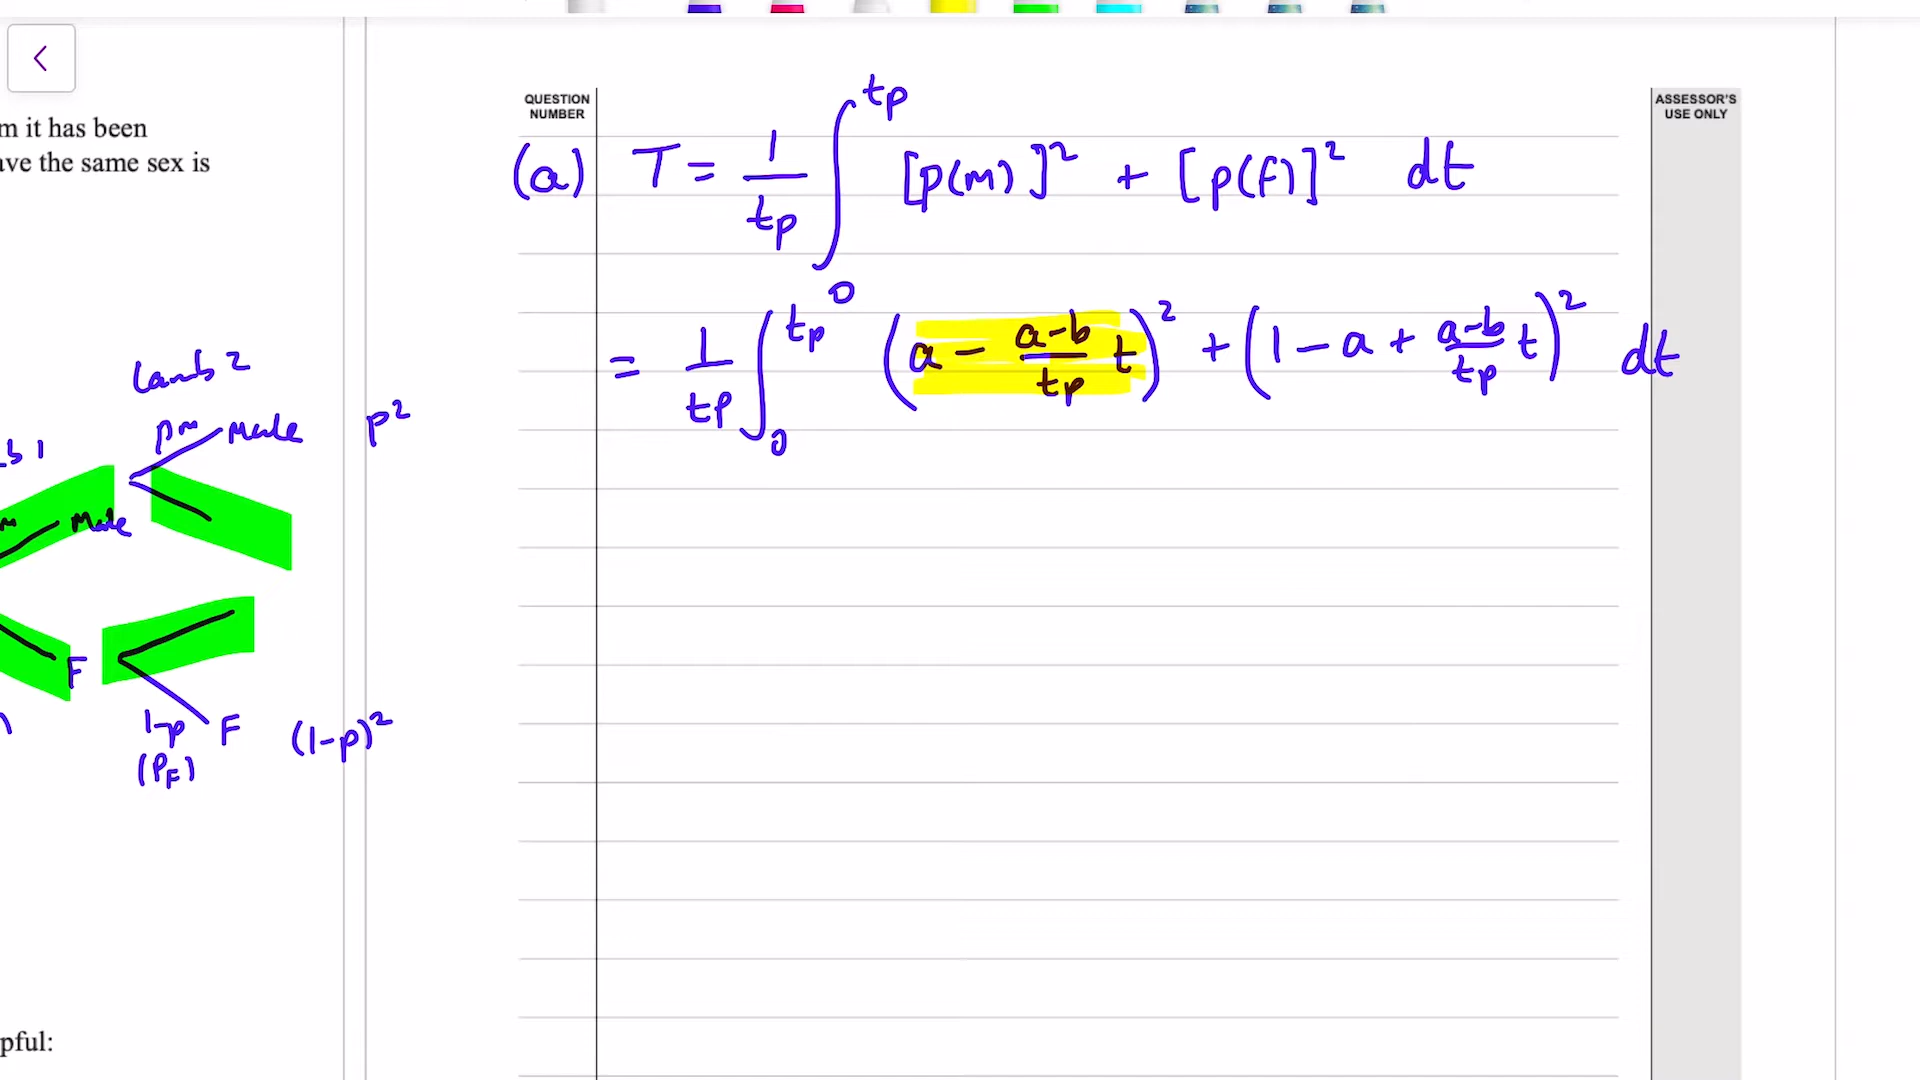 m it has been
ave the same sex is
Lamb 2
pm Male p²
b 1
m Male
F
1-p F (1-p)²
(PF)
pful:
QUESTION
NUMBER
(a) T = 1/tp ∫₀^tp [p(m)]² + [p(f)]² dt
= 1/tp ∫₀^tp (a - (a-b)/tp t)² + (1 - a + (a-b)/tp t)² dt
ASSESSOR'S
USE ONLY